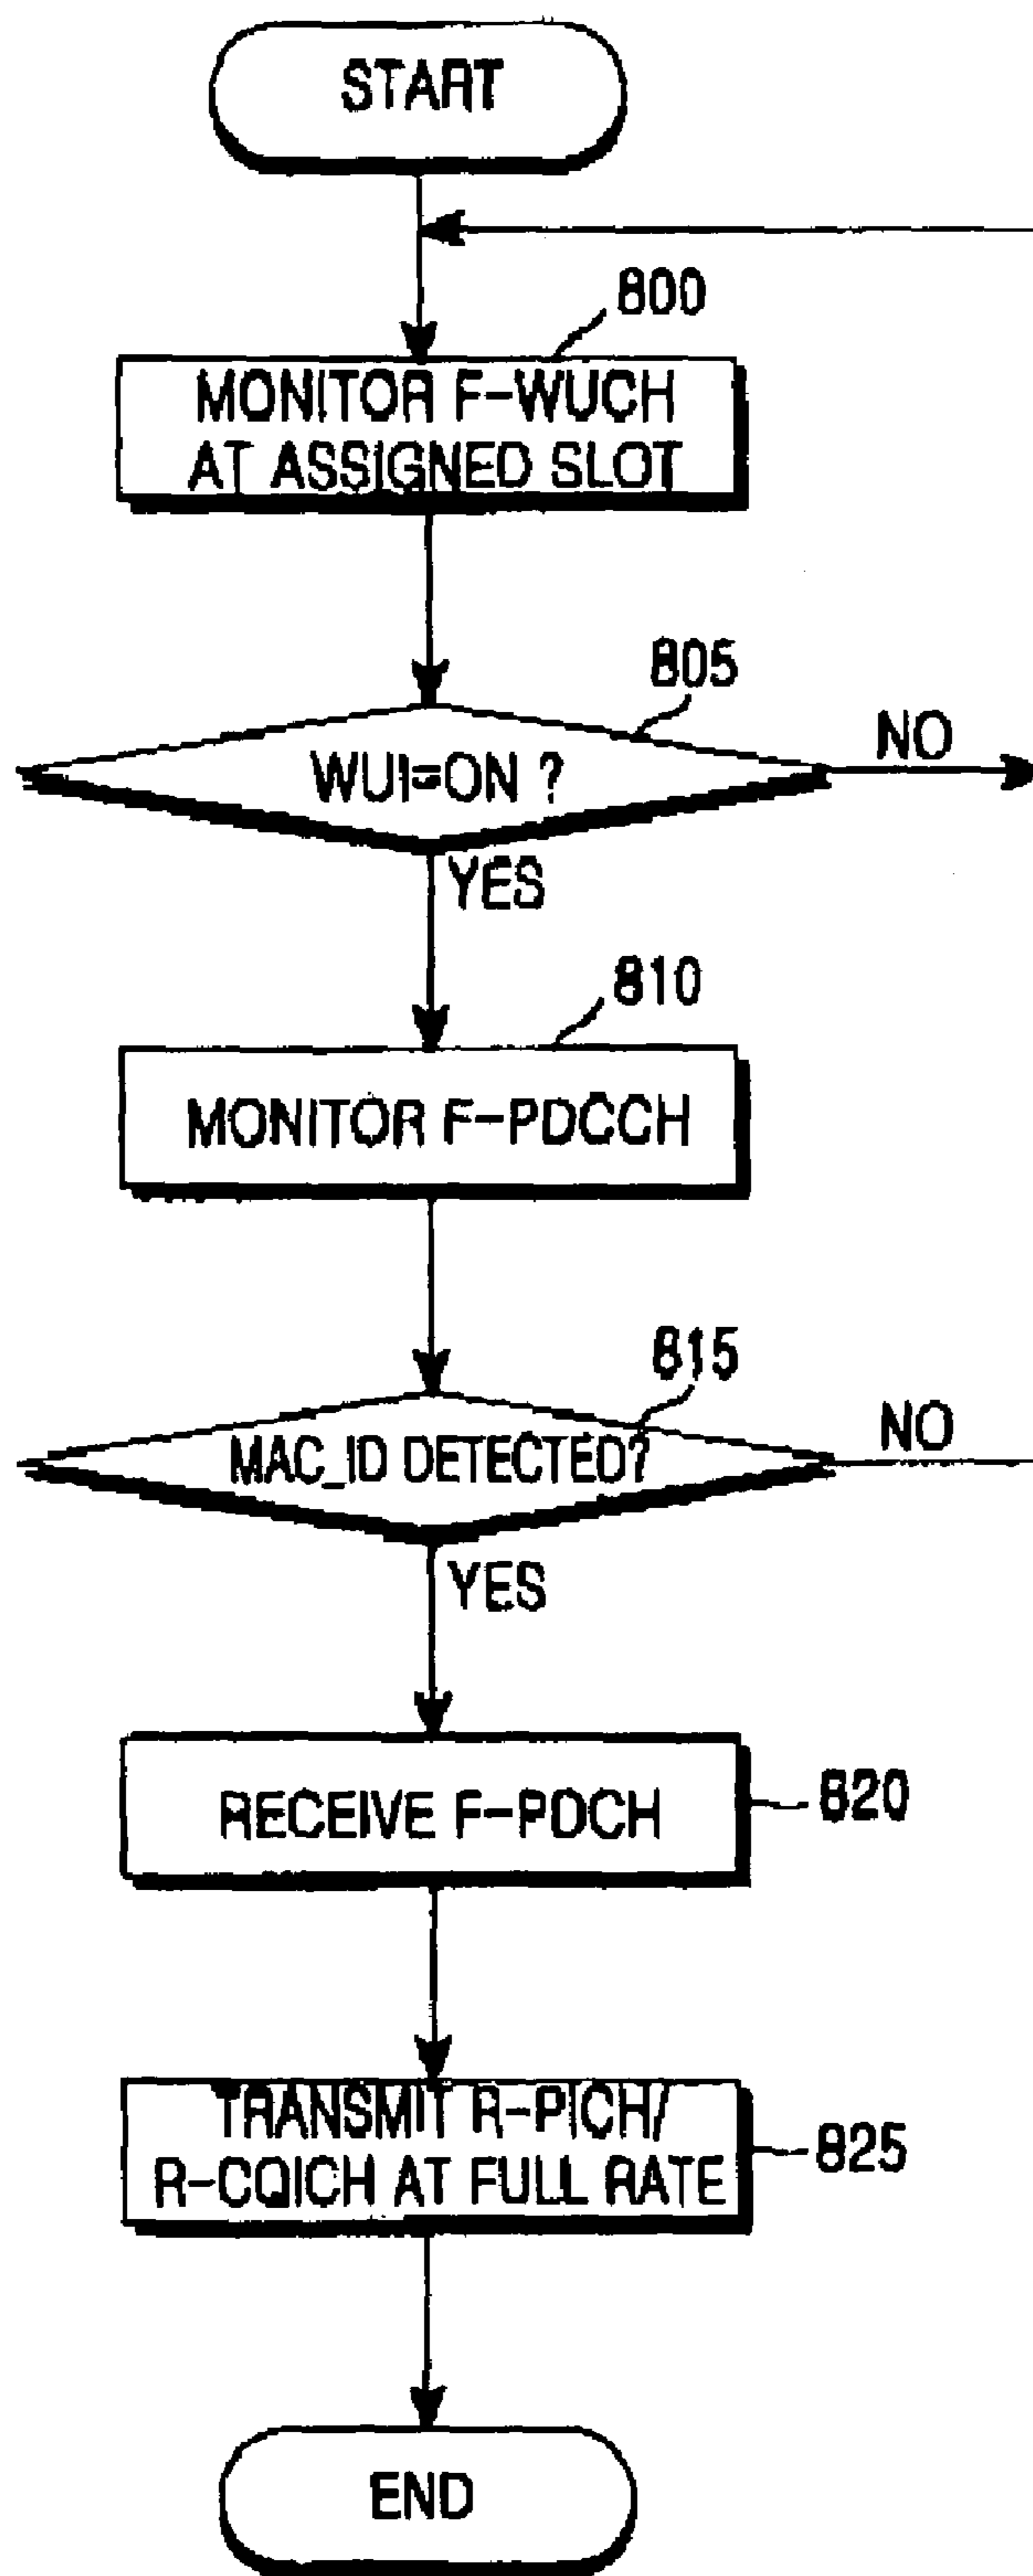 START
800
MONITOR F-WUCH
AT ASSIGNED SLOT
805
WUI=ON ?
NO
YES
810
MONITOR F-PDCCH
815
MAC_ID DETECTED?
NO
YES
RECEIVE F-PDCH
820
TRANSMIT R-PICH/
R-CQICH AT FULL RATE
825
END